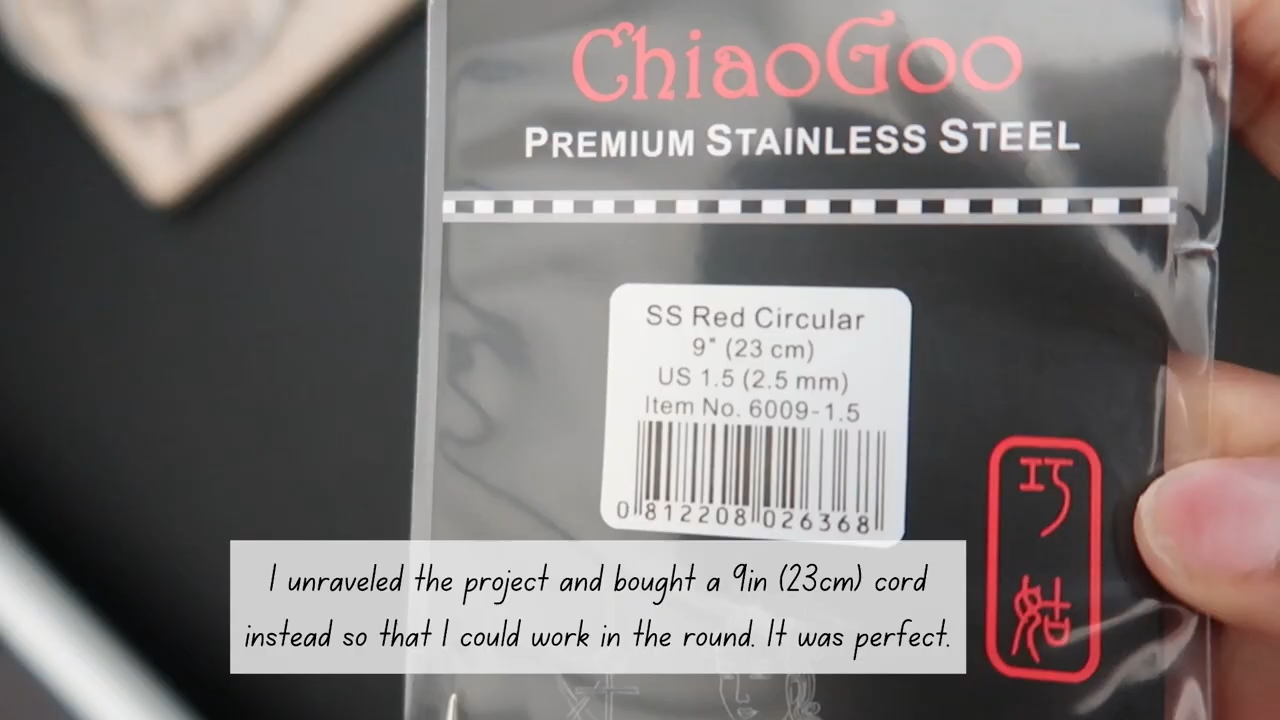 ChiaoGoo
PREMIUM STAINLESS STEEL
SS Red Circular
9" (23 cm)
US 1.5 (2.5 mm)
Item No. 6009-1.5
0 812208 026368
巧
姑
I unraveled the project and bought a 9in (23cm) cord
instead so that I could work in the round. It was perfect.